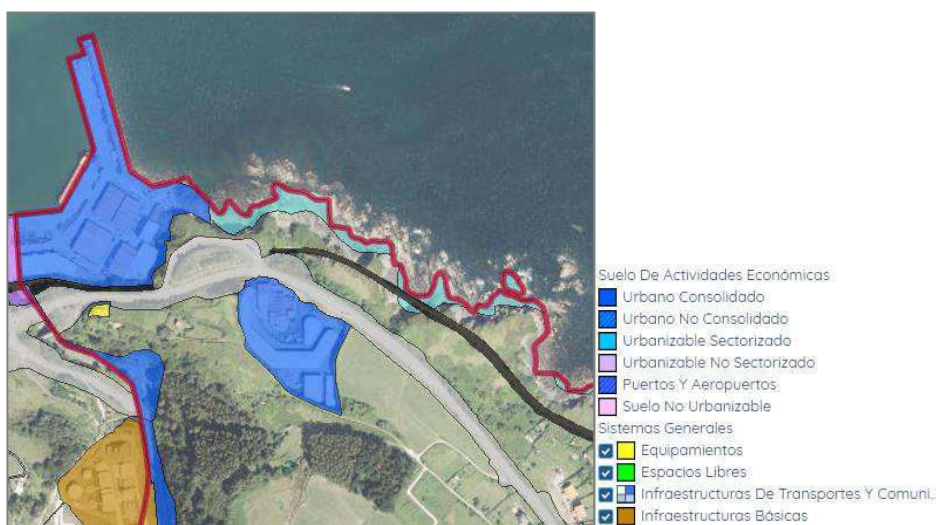 Suelo De Actividades Económicas
Urbano Consolidado
Urbano No Consolidado
Urbanizable Sectorizado
Urbanizable No Sectorizado
Puertos Y Aeropuertos
Suelo No Urbanizable
Sistemas Generales
Equipamientos
Espacios Libres
Infraestructuras De Transportes Y Comuni...
Infraestructuras Básicas